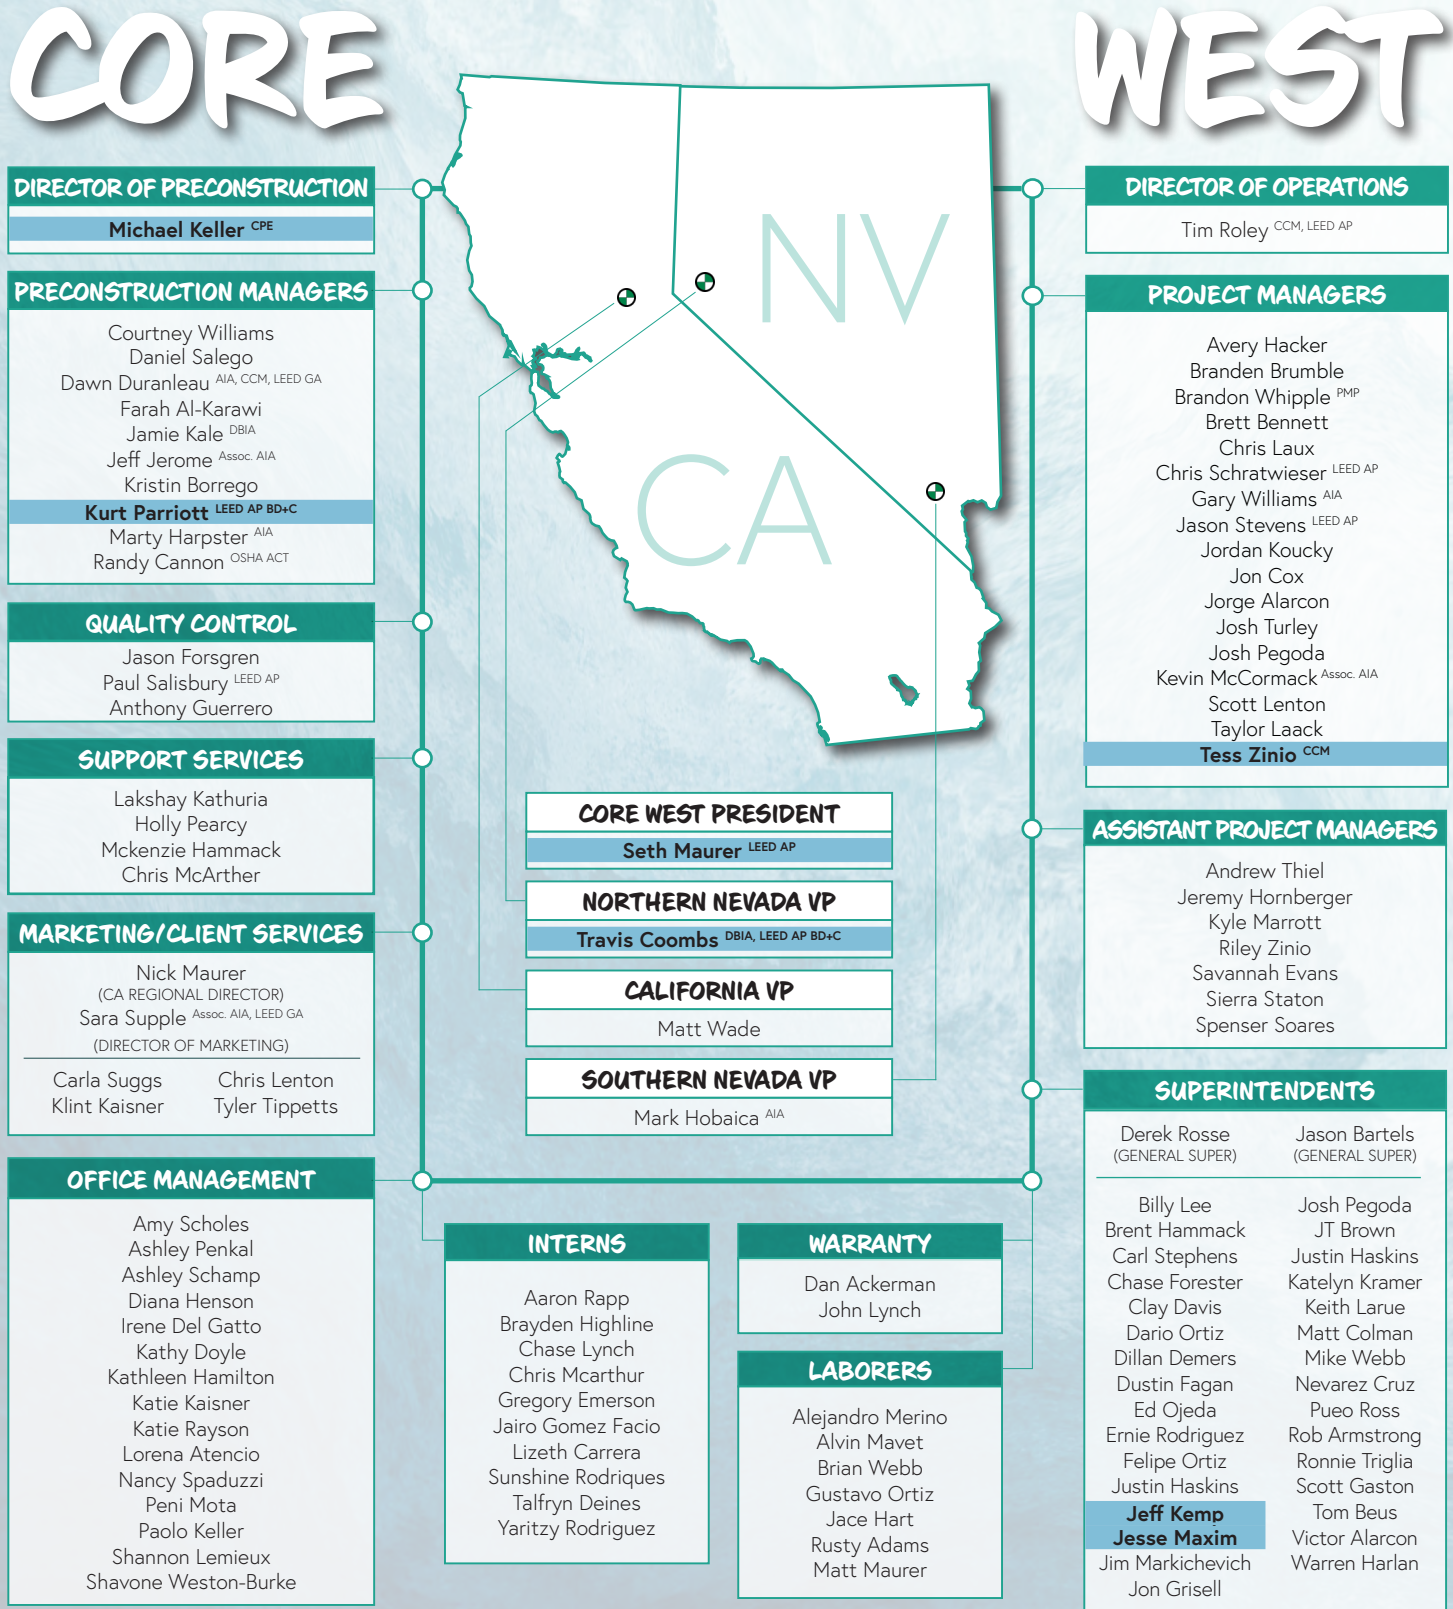 CORE WEST
DIRECTOR OF PRECONSTRUCTION
Michael Keller CPE
PRECONSTRUCTION MANAGERS
Courtney Williams
Daniel Salego
Dawn Duranleau AIA, CCM, LEED GA
Farah Al-Karawi
Jamie Kale DBIA
Jeff Jerome Assoc. AIA
Kristin Borrego
Kurt Parriott LEED AP BD+C
Marty Harpster AIA
Randy Cannon OSHA ACT
QUALITY CONTROL
Jason Forsgren
Paul Salisbury LEED AP
Anthony Guerrero
SUPPORT SERVICES
Lakshay Kathuria
Holly Pearcy
Mckenzie Hammack
Chris McArther
MARKETING/CLIENT SERVICES
Nick Maurer
(CA REGIONAL DIRECTOR)
Sara Supple Assoc. AIA, LEED GA
(DIRECTOR OF MARKETING)
Carla Suggs Chris Lenton
Klint Kaisner Tyler Tippetts
OFFICE MANAGEMENT
Amy Scholes
Ashley Penkal
Ashley Schamp
Diana Henson
Irene Del Gatto
Kathy Doyle
Kathleen Hamilton
Katie Kaisner
Katie Rayson
Lorena Atencio
Nancy Spaduzzi
Peni Mota
Paolo Keller
Shannon Lemieux
Shavone Weston-Burke
NV
CA
CORE WEST PRESIDENT
Seth Maurer LEED AP
NORTHERN NEVADA VP
Travis Coombs DBIA, LEED AP BD+C
CALIFORNIA VP
Matt Wade
SOUTHERN NEVADA VP
Mark Hobaica AIA
INTERNS
Aaron Rapp
Brayden Highline
Chase Lynch
Chris Mcarthur
Gregory Emerson
Jairo Gomez Facio
Lizeth Carrera
Sunshine Rodriques
Talfryn Deines
Yaritzy Rodriguez
WARRANTY
Dan Ackerman
John Lynch
LABORERS
Alejandro Merino
Alvin Mavet
Brian Webb
Gustavo Ortiz
Jace Hart
Rusty Adams
Matt Maurer
DIRECTOR OF OPERATIONS
Tim Roley CCM, LEED AP
PROJECT MANAGERS
Avery Hacker
Branden Brumble
Brandon Whipple PMP
Brett Bennett
Chris Laux
Chris Schratwieser LEED AP
Gary Williams AIA
Jason Stevens LEED AP
Jordan Koucky
Jon Cox
Jorge Alarcon
Josh Turley
Josh Pegoda
Kevin McCormack Assoc. AIA
Scott Lenton
Taylor Laack
Tess Zinio CCM
ASSISTANT PROJECT MANAGERS
Andrew Thiel
Jeremy Hornberger
Kyle Marrott
Riley Zinio
Savannah Evans
Sierra Staton
Spenser Soares
SUPERINTENDENTS
Derek Rosse Jason Bartels
(GENERAL SUPER) (GENERAL SUPER)
Billy Lee Josh Pegoda
Brent Hammack JT Brown
Carl Stephens Justin Haskins
Chase Forester Katelyn Kramer
Clay Davis Keith Larue
Dario Ortiz Matt Colman
Dillan Demers Mike Webb
Dustin Fagan Nevarez Cruz
Ed Ojeda Pueo Ross
Ernie Rodriguez Rob Armstrong
Felipe Ortiz Ronnie Triglia
Justin Haskins Scott Gaston
Jeff Kemp Tom Beus
Jesse Maxim Victor Alarcon
Jim Markichevich Warren Harlan
Jon Grisell